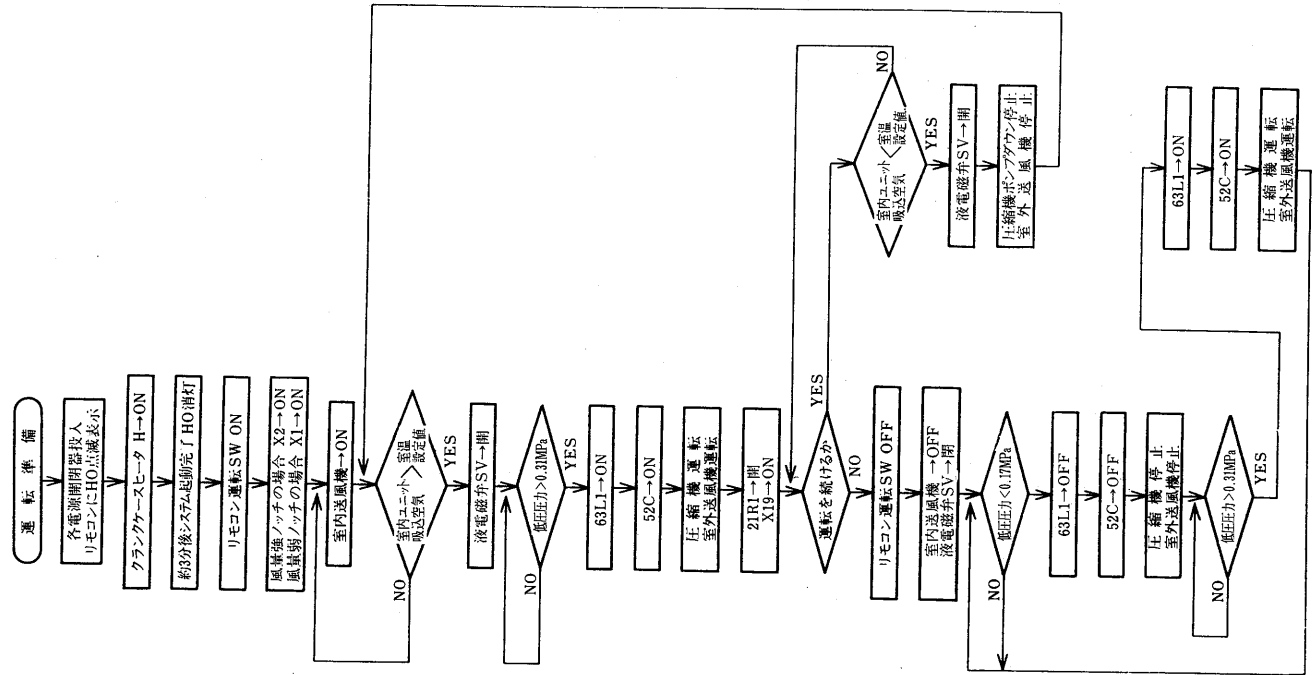 運転準備
各電源開閉器投入
リモコンにHO点滅表示
クランクケースヒータ H→ON
約3分後システム起動完了 HO消灯
リモコン運転SW ON
風量強ノッチの場合 X2→ON
風量弱ノッチの場合 X1→ON
室内送風機→ON
室内ユニット 吸込空気 > 室温 設定値
NO
YES
液電磁弁SV→開
低圧圧力>0.31MPa
NO
YES
63L1→ON
52C→ON
圧縮機運転
室外送風機運転
21R1→開
X19→ON
運転を続けるか
YES
NO
室内ユニット 吸込空気 < 室温 設定値
NO
YES
液電磁弁SV→開
圧縮機ポンプダウン停止
室外送風機停止
リモコン運転SW OFF
室内送風機→OFF
液電磁弁SV→閉
低圧圧力<0.17MPa
NO
YES
63L1→OFF
52C→OFF
圧縮機停止
室外送風機停止
低圧圧力>0.31MPa
NO
YES
63L1→ON
52C→ON
圧縮機運転
室外送風機運転